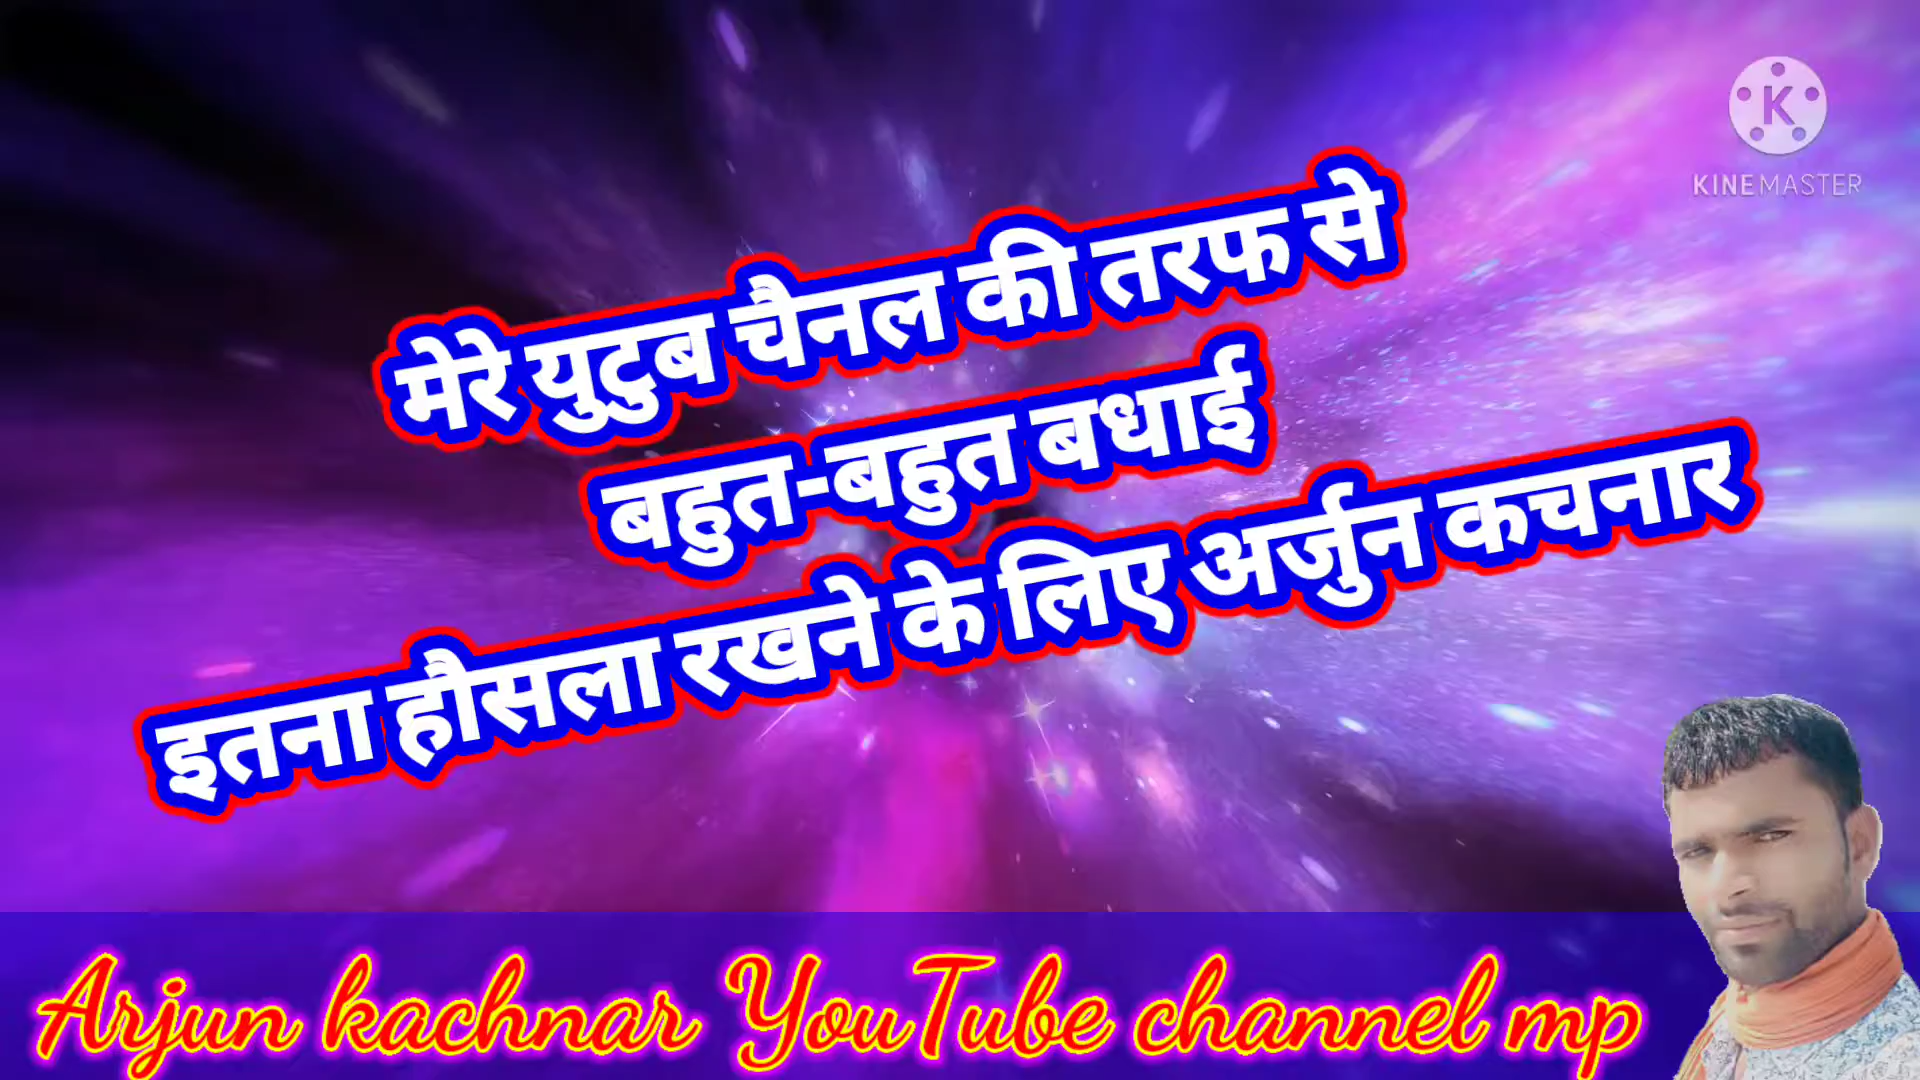 KINEMASTER
मेरे युटुब चैनल की तरफ से
बहुत-बहुत बधाई
इतना हौसला रखने के लिए अर्जुन कचनार
Arjun kachnar YouTube channel mp